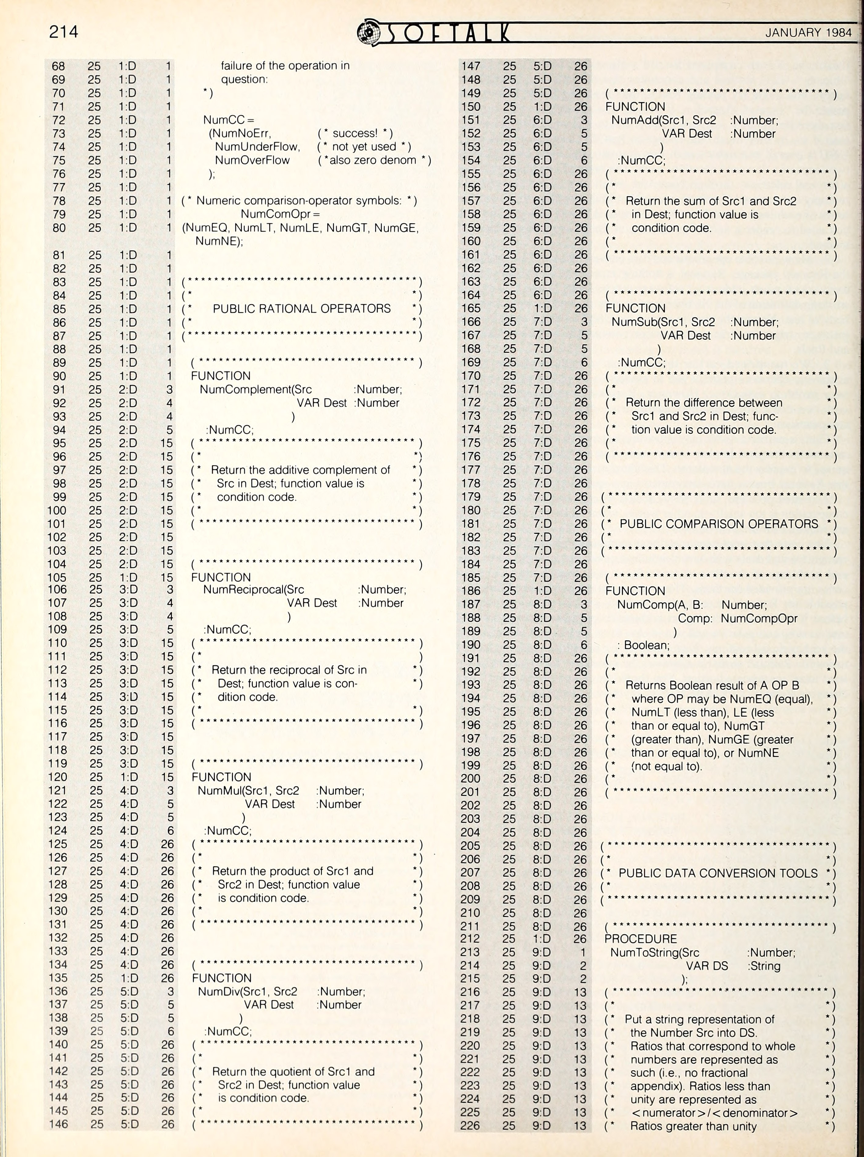 214
SOFTALK
JANUARY 1984
68 25 1:D 1 failure of the operation in
69 25 1:D 1 question:
70 25 1:D 1 *)
71 25 1:D 1
72 25 1:D 1 NumCC =
73 25 1:D 1 (NumNoErr, (* success! *)
74 25 1:D 1 NumUnderFlow, (* not yet used *)
75 25 1:D 1 NumOverFlow (*also zero denom *)
76 25 1:D 1 );
77 25 1:D 1
78 25 1:D 1 (* Numeric comparison-operator symbols: *)
79 25 1:D 1 NumComOpr =
80 25 1:D 1 (NumEQ, NumLT, NumLE, NumGT, NumGE,
NumNE);
81 25 1:D 1
82 25 1:D 1
83 25 1:D 1 (*********************************)
84 25 1:D 1 (* *)
85 25 1:D 1 (* PUBLIC RATIONAL OPERATORS *)
86 25 1:D 1 (* *)
87 25 1:D 1 (*********************************)
88 25 1:D 1
89 25 1:D 1 (********************************)
90 25 1:D 1 FUNCTION
91 25 2:D 3 NumComplement(Src :Number;
92 25 2:D 4 VAR Dest :Number
93 25 2:D 4 )
94 25 2:D 5 :NumCC;
95 25 2:D 15 (*******************************)
96 25 2:D 15 (* *)
97 25 2:D 15 (* Return the additive complement of *)
98 25 2:D 15 (* Src in Dest; function value is *)
99 25 2:D 15 (* condition code. *)
100 25 2:D 15 (* *)
101 25 2:D 15 (*******************************)
102 25 2:D 15
103 25 2:D 15
104 25 2:D 15 (*******************************)
105 25 1:D 15 FUNCTION
106 25 3:D 3 NumReciprocal(Src :Number;
107 25 3:D 4 VAR Dest :Number
108 25 3:D 4 )
109 25 3:D 5 :NumCC;
110 25 3:D 15 (*******************************)
111 25 3:D 15 (* *)
112 25 3:D 15 (* Return the reciprocal of Src in *)
113 25 3:D 15 (* Dest; function value is con- *)
114 25 3:D 15 (* dition code. *)
115 25 3:D 15 (* *)
116 25 3:D 15 (*******************************)
117 25 3:D 15
118 25 3:D 15
119 25 3:D 15 (*******************************)
120 25 1:D 15 FUNCTION
121 25 4:D 3 NumMul(Src1, Src2 :Number;
122 25 4:D 5 VAR Dest :Number
123 25 4:D 5 )
124 25 4:D 6 :NumCC;
125 25 4:D 26 (*******************************)
126 25 4:D 26 (* *)
127 25 4:D 26 (* Return the product of Src1 and *)
128 25 4:D 26 (* Src2 in Dest; function value *)
129 25 4:D 26 (* is condition code. *)
130 25 4:D 26 (* *)
131 25 4:D 26 (*******************************)
132 25 4:D 26
133 25 4:D 26
134 25 4:D 26 (*******************************)
135 25 1:D 26 FUNCTION
136 25 5:D 3 NumDiv(Src1, Src2 :Number;
137 25 5:D 5 VAR Dest :Number
138 25 5:D 5 )
139 25 5:D 6 :NumCC;
140 25 5:D 26 (*******************************)
141 25 5:D 26 (* *)
142 25 5:D 26 (* Return the quotient of Src1 and *)
143 25 5:D 26 (* Src2 in Dest; function value *)
144 25 5:D 26 (* is condition code. *)
145 25 5:D 26 (* *)
146 25 5:D 26 (*******************************)
147 25 5:D 26
148 25 5:D 26
149 25 5:D 26 (*******************************)
150 25 1:D 26 FUNCTION
151 25 6:D 3 NumAdd(Src1, Src2 :Number;
152 25 6:D 5 VAR Dest :Number
153 25 6:D 5 )
154 25 6:D 6 :NumCC;
155 25 6:D 26 (*******************************)
156 25 6:D 26 (* *)
157 25 6:D 26 (* Return the sum of Src1 and Src2 *)
158 25 6:D 26 (* in Dest; function value is *)
159 25 6:D 26 (* condition code. *)
160 25 6:D 26 (* *)
161 25 6:D 26 (*******************************)
162 25 6:D 26
163 25 6:D 26
164 25 6:D 26 (*******************************)
165 25 1:D 26 FUNCTION
166 25 7:D 3 NumSub(Src1, Src2 :Number;
167 25 7:D 5 VAR Dest :Number
168 25 7:D 5 )
169 25 7:D 6 :NumCC;
170 25 7:D 26 (*******************************)
171 25 7:D 26 (* *)
172 25 7:D 26 (* Return the difference between *)
173 25 7:D 26 (* Src1 and Src2 in Dest; func- *)
174 25 7:D 26 (* tion value is condition code. *)
175 25 7:D 26 (* *)
176 25 7:D 26 (*******************************)
177 25 7:D 26
178 25 7:D 26
179 25 7:D 26 (********************************)
180 25 7:D 26 (* *)
181 25 7:D 26 (* PUBLIC COMPARISON OPERATORS *)
182 25 7:D 26 (* *)
183 25 7:D 26 (********************************)
184 25 7:D 26
185 25 7:D 26 (*******************************)
186 25 1:D 26 FUNCTION
187 25 8:D 3 NumComp(A, B: Number;
188 25 8:D 5 Comp: NumCompOpr
189 25 8:D 5 )
190 25 8:D 6 : Boolean;
191 25 8:D 26 (*******************************)
192 25 8:D 26 (* *)
193 25 8:D 26 (* Returns Boolean result of A OP B *)
194 25 8:D 26 (* where OP may be NumEQ (equal), *)
195 25 8:D 26 (* NumLT (less than), LE (less *)
196 25 8:D 26 (* than or equal to), NumGT *)
197 25 8:D 26 (* (greater than), NumGE (greater *)
198 25 8:D 26 (* than or equal to), or NumNE *)
199 25 8:D 26 (* (not equal to). *)
200 25 8:D 26 (* *)
201 25 8:D 26 (*******************************)
202 25 8:D 26
203 25 8:D 26
204 25 8:D 26
205 25 8:D 26 (********************************)
206 25 8:D 26 (* *)
207 25 8:D 26 (* PUBLIC DATA CONVERSION TOOLS *)
208 25 8:D 26 (* *)
209 25 8:D 26 (********************************)
210 25 8:D 26
211 25 8:D 26 (*******************************)
212 25 1:D 26 PROCEDURE
213 25 9:D 1 NumToString(Src :Number;
214 25 9:D 2 VAR DS :String
215 25 9:D 2 );
216 25 9:D 13 (*******************************)
217 25 9:D 13 (* *)
218 25 9:D 13 (* Put a string representation of *)
219 25 9:D 13 (* the Number Src into DS. *)
220 25 9:D 13 (* Ratios that correspond to whole *)
221 25 9:D 13 (* numbers are represented as *)
222 25 9:D 13 (* such (i.e., no fractional *)
223 25 9:D 13 (* appendix). Ratios less than *)
224 25 9:D 13 (* unity are represented as *)
225 25 9:D 13 (* <numerator>/<denominator> *)
226 25 9:D 13 (* Ratios greater than unity *)